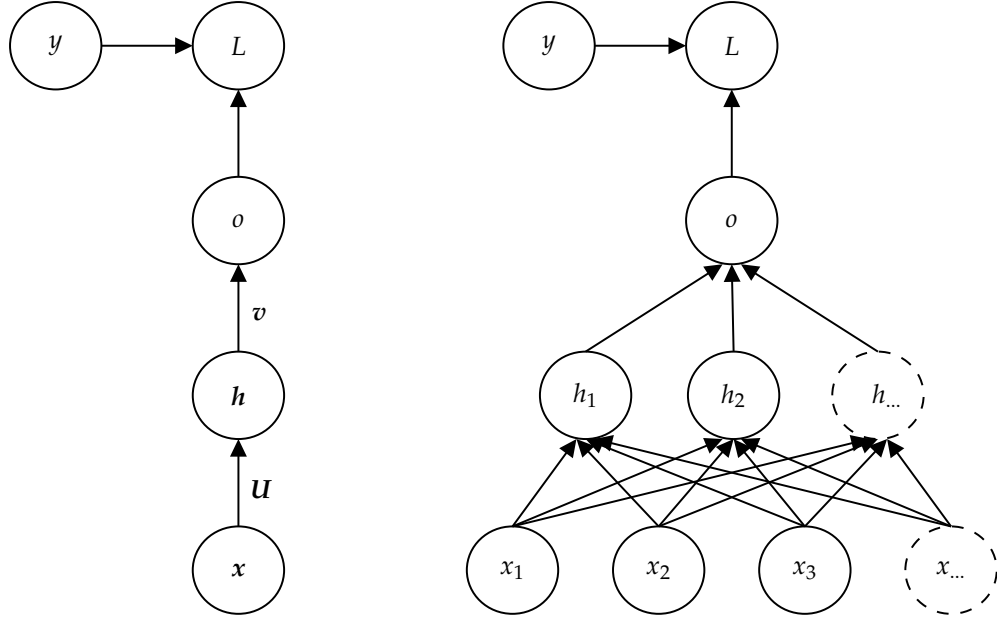 y L y L
o o
v
h h₁ h₂ h...
U
x x₁ x₂ x₃ x...